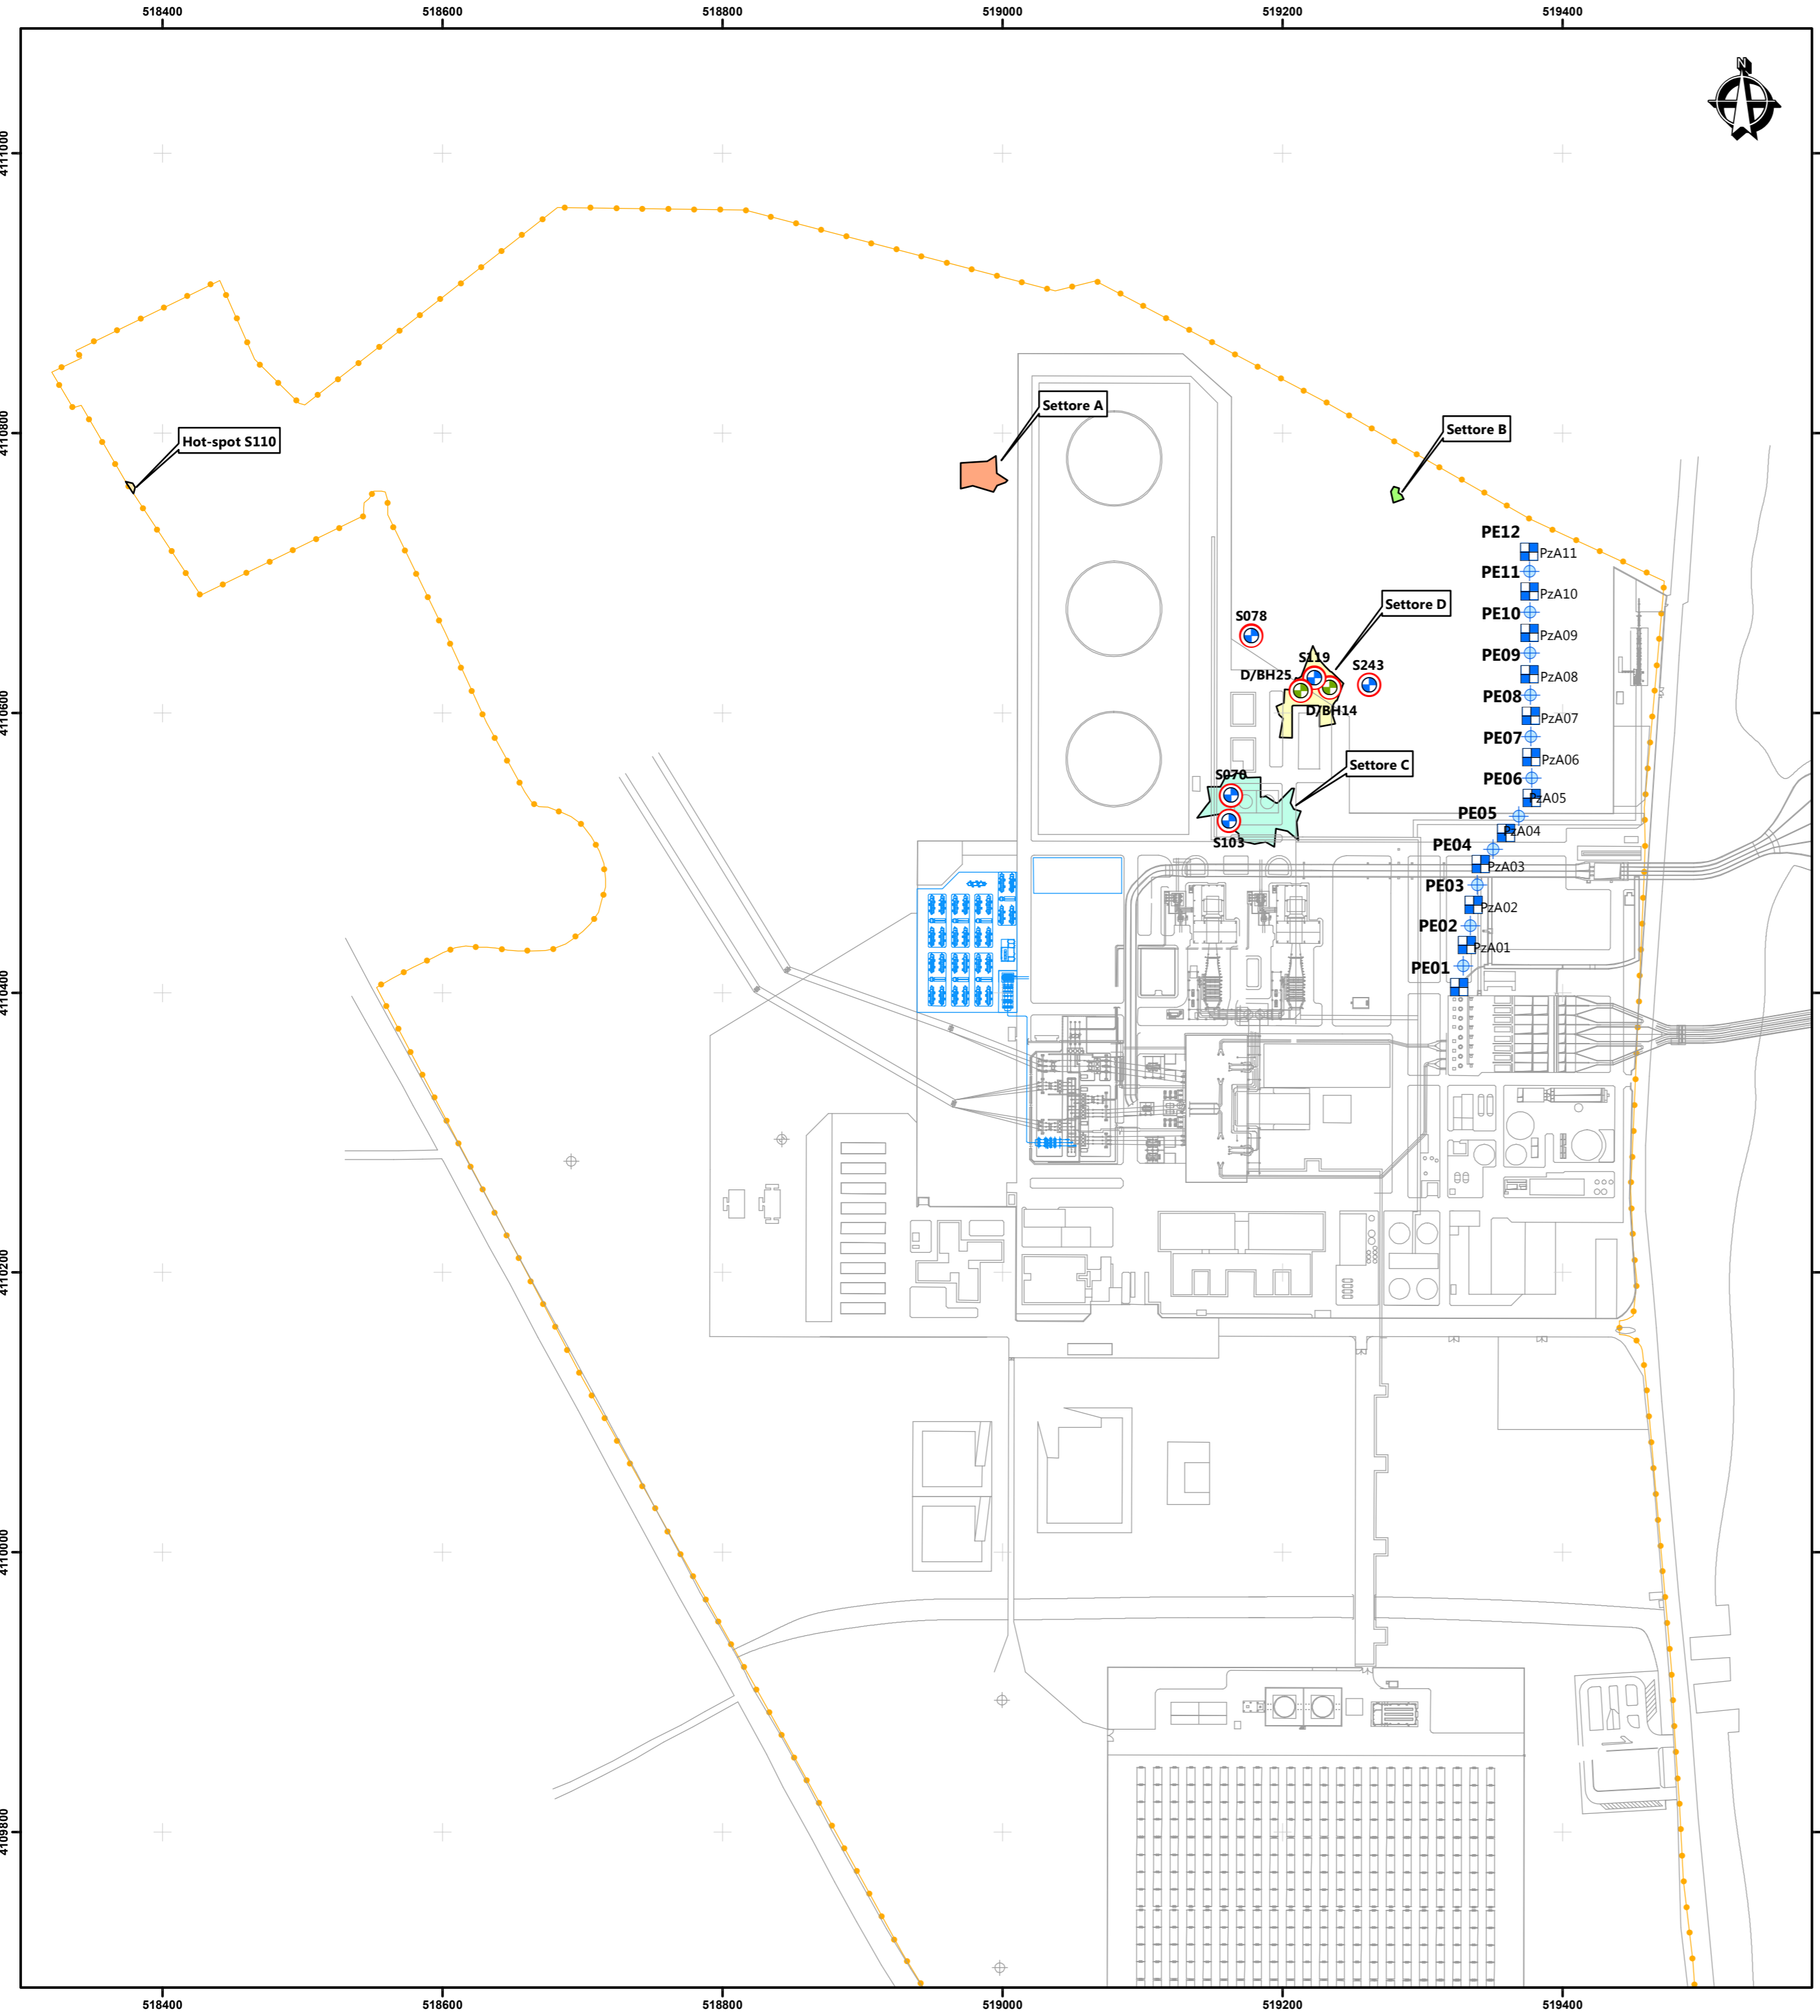 518400 518600 518800 519000 519200 519400
N
4111000
Settore A
4110800
Settore B
Hot-spot S110
PE12
PzA11
PE11
PzA10
Settore D
PE10
S078
PzA09
PE09
S119
S243
D/BH25
PzA08
PE08
4110600
D/BH14
PzA07
PE07
PzA06
Settore C
S070
PE06
PzA05
PE05
PzA04
S103
PE04
PzA03
PE03
PzA02
PE02
PzA01
PE01
4110400
4110200
4110000
4109800
518400 518600 518800 519000 519200 519400